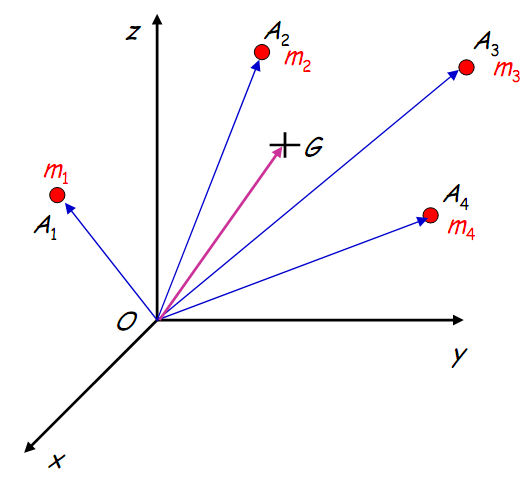 z
A₂
m₂
A₃
m₃
G
m₁
A₁
A₄
m₄
O
y
x